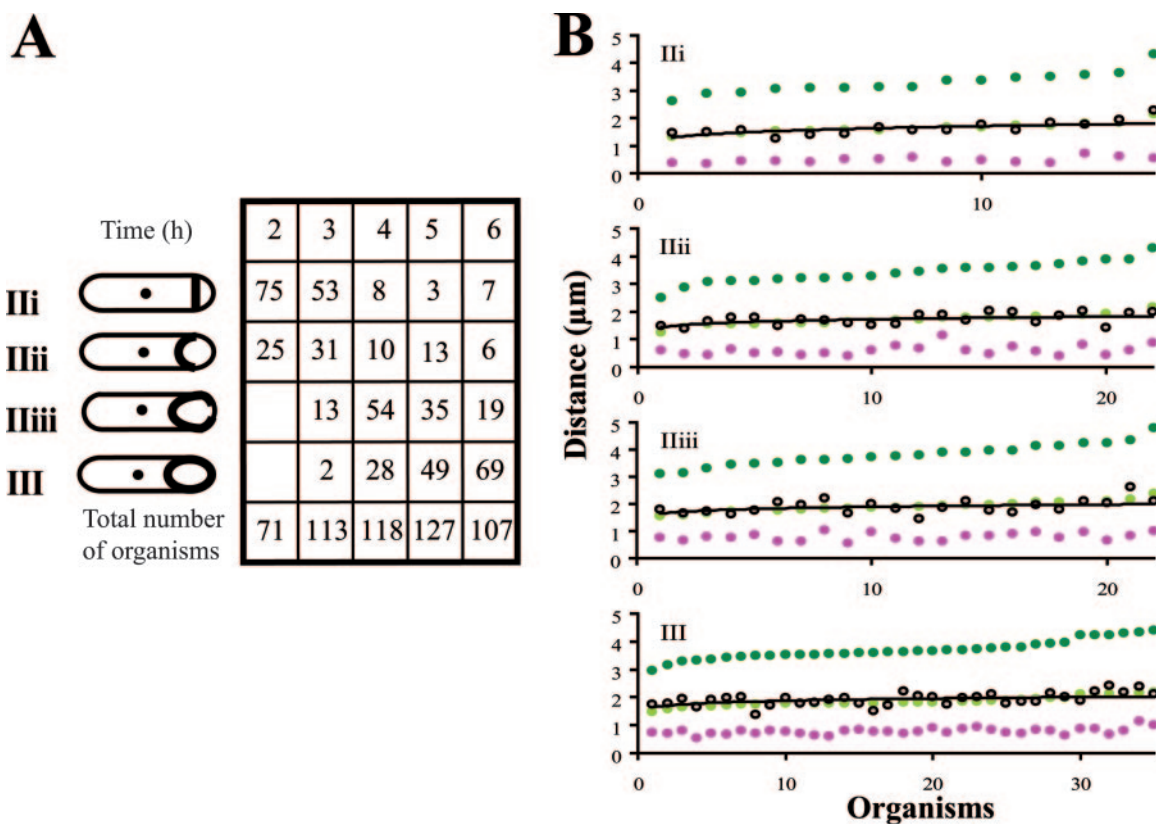 A
Time (h)
2 3 4 5 6
IIi 75 53 8 3 7
IIii 25 31 10 13 6
IIiii 13 54 35 19
III 2 28 49 69
Total number
of organisms
71 113 118 127 107
B
Distance (µm)
IIi
5
4
3
2
1
0
0 10
IIii
5
4
3
2
1
0
0 10 20
IIiii
5
4
3
2
1
0
0 10 20
III
5
4
3
2
1
0
0 10 20 30
Organisms